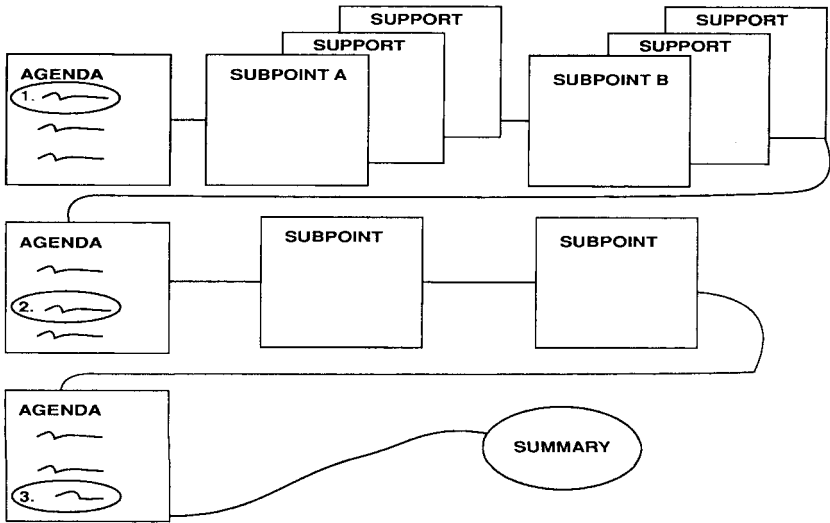 SUPPORT
SUPPORT
SUBPOINT A
SUPPORT
SUPPORT
SUBPOINT B
AGENDA
1.
AGENDA
2.
SUBPOINT
SUBPOINT
AGENDA
3.
SUMMARY